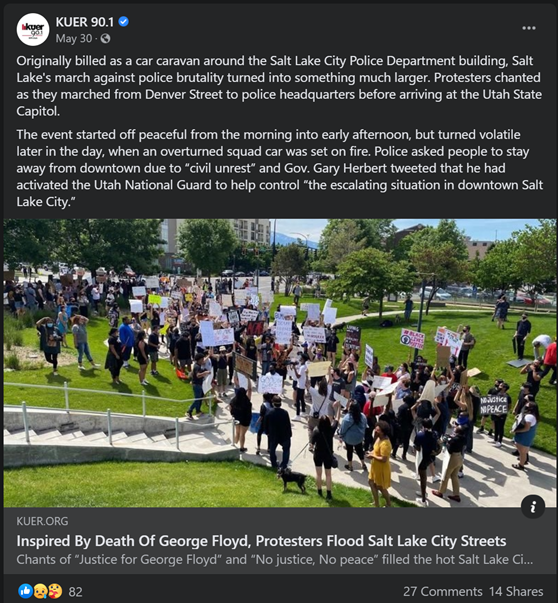 KUER 90.1
kuer
90.1
May 30 ·
Originally billed as a car caravan around the Salt Lake City Police Department building, Salt
Lake's march against police brutality turned into something much larger. Protesters chanted
as they marched from Denver Street to police headquarters before arriving at the Utah State
Capitol.
The event started off peaceful from the morning into early afternoon, but turned volatile
later in the day, when an overturned squad car was set on fire. Police asked people to stay
away from downtown due to “civil unrest” and Gov. Gary Herbert tweeted that he had
activated the Utah National Guard to help control “the escalating situation in downtown Salt
Lake City.”
BLACK
NO JUSTICE
NO PEACE
KUER.ORG
Inspired By Death Of George Floyd, Protesters Flood Salt Lake City Streets
Chants of “Justice for George Floyd” and “No justice, No peace” filled the hot Salt Lake Ci...
82
27 Comments 14 Shares